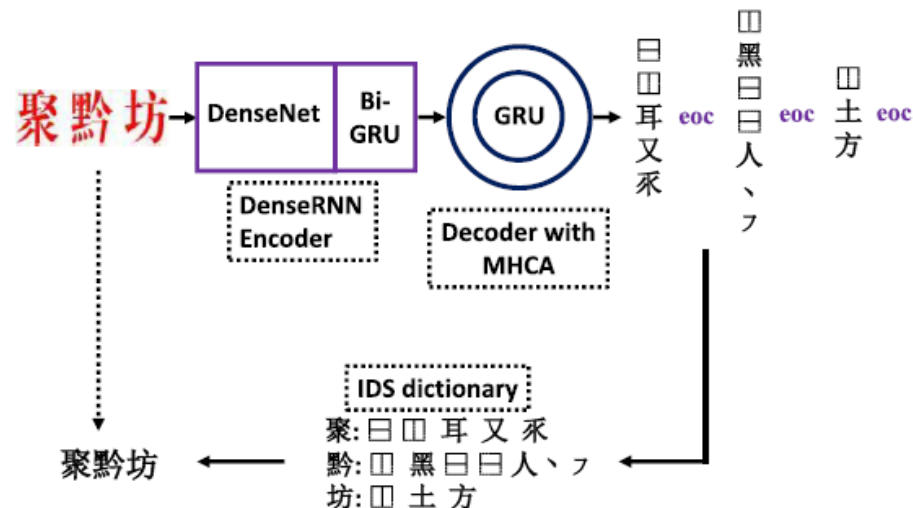 聚黔坊
DenseNet
Bi-
GRU
GRU
⿱⿰耳又乑 eoc ⿰黑⿱⿱人丶㇇ eoc ⿰土方 eoc
DenseRNN
Encoder
Decoder with
MHCA
IDS dictionary
聚: ⿱ ⿰ 耳 又 乑
黔: ⿰ 黑 ⿱ ⿱ 人 丶 ㇇
坊: ⿰ 土 方
聚黔坊